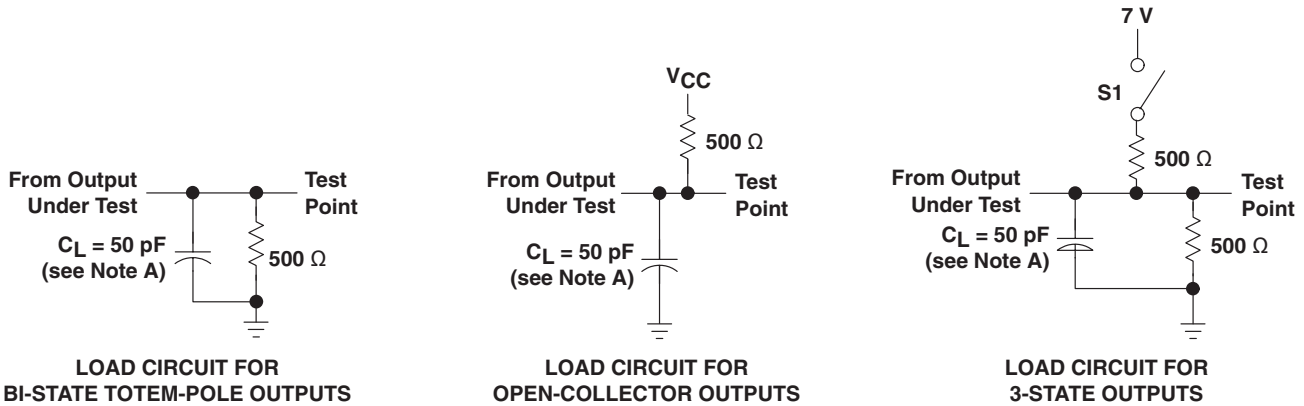 From Output
Under Test
Test
Point
CL = 50 pF
(see Note A)
500 Ω
LOAD CIRCUIT FOR
BI-STATE TOTEM-POLE OUTPUTS
VCC
500 Ω
From Output
Under Test
Test
Point
CL = 50 pF
(see Note A)
LOAD CIRCUIT FOR
OPEN-COLLECTOR OUTPUTS
7 V
S1
500 Ω
From Output
Under Test
Test
Point
CL = 50 pF
(see Note A)
500 Ω
LOAD CIRCUIT FOR
3-STATE OUTPUTS